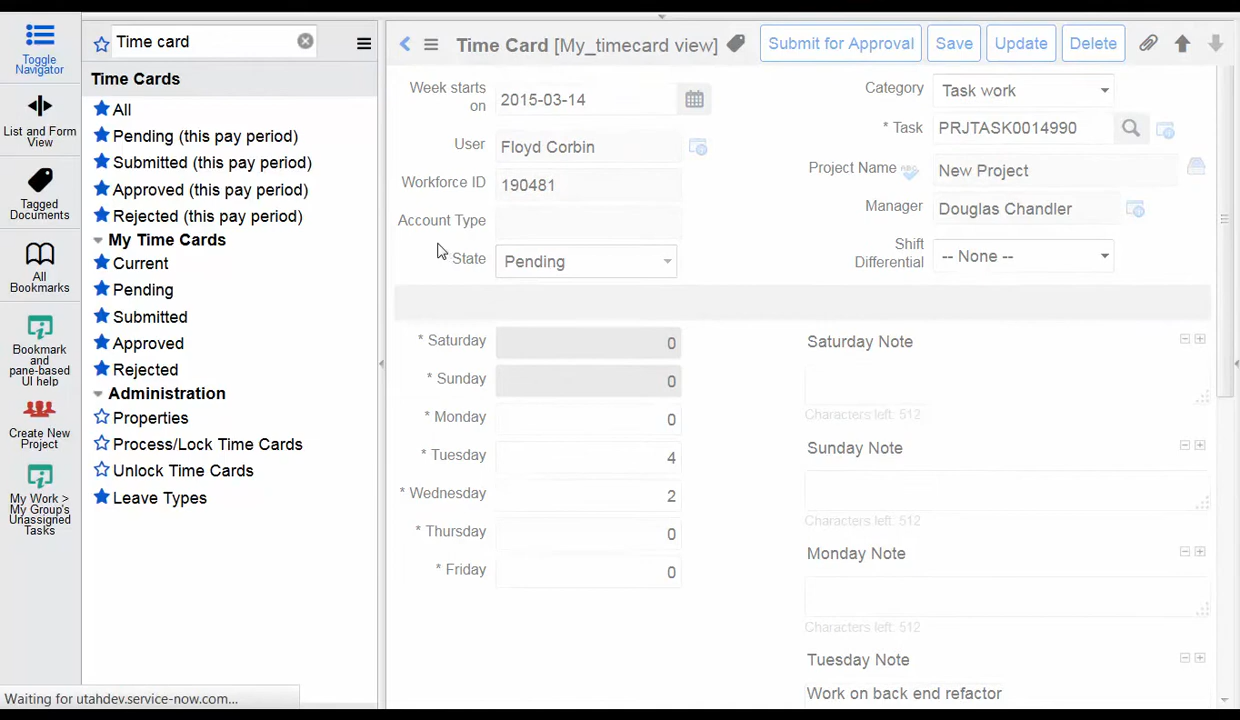 Toggle
Navigator
List and Form
View
Tagged
Documents
All
Bookmarks
Bookmark
and
pane-based
UI help
Create New
Project
My Work >
My Group's
Unassigned
Tasks
Time card
Time Cards
All
Pending (this pay period)
Submitted (this pay period)
Approved (this pay period)
Rejected (this pay period)
My Time Cards
Current
Pending
Submitted
Approved
Rejected
Administration
Properties
Process/Lock Time Cards
Unlock Time Cards
Leave Types
Waiting for utahdev.service-now.com...
Time Card [My_timecard view]
Submit for Approval
Save
Update
Delete
Week starts
on
2015-03-14
User
Floyd Corbin
Workforce ID
190481
Account Type
State
Pending
Category
Task work
* Task
PRJTASK0014990
Project Name
New Project
Manager
Douglas Chandler
Shift
Differential
-- None --
* Saturday
0
* Sunday
0
* Monday
0
* Tuesday
4
* Wednesday
2
* Thursday
0
* Friday
0
Saturday Note
Characters left: 512
Sunday Note
Characters left: 512
Monday Note
Characters left: 512
Tuesday Note
Work on back end refactor